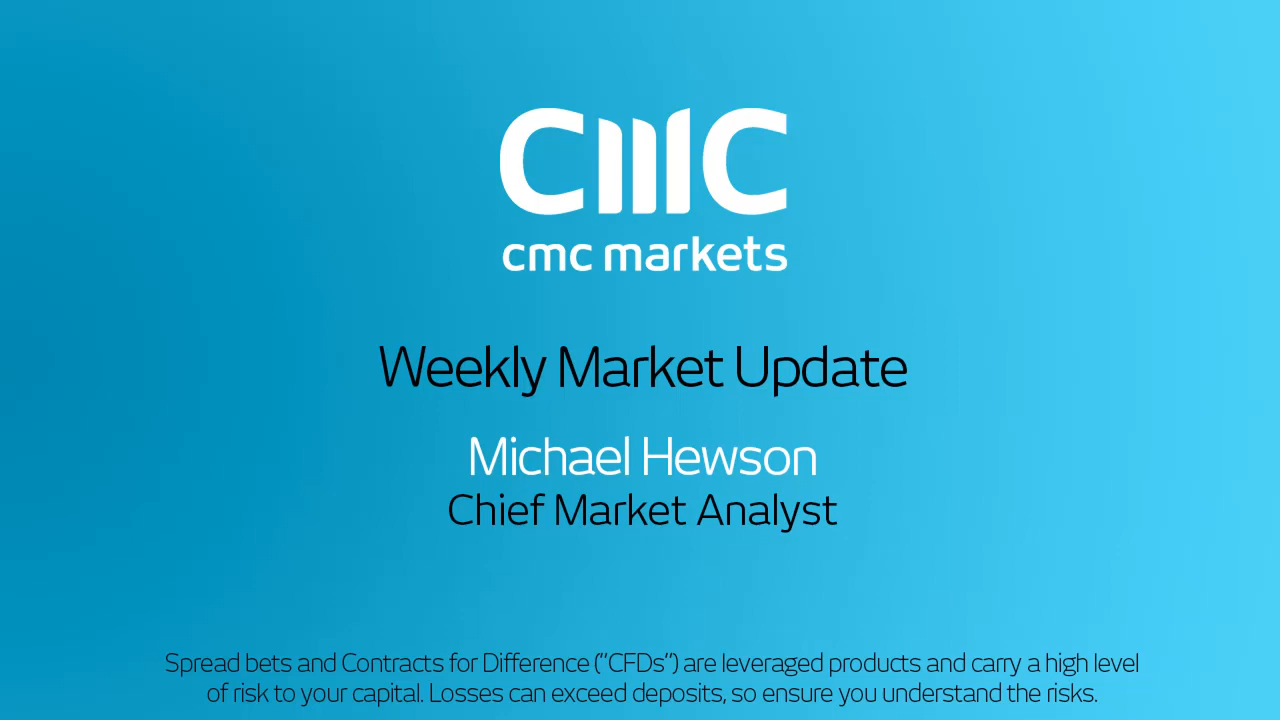 CMC
cmc markets
Weekly Market Update
Michael Hewson
Chief Market Analyst
Spread bets and Contracts for Difference (”CFDs”) are leveraged products and carry a high level
of risk to your capital. Losses can exceed deposits, so ensure you understand the risks.